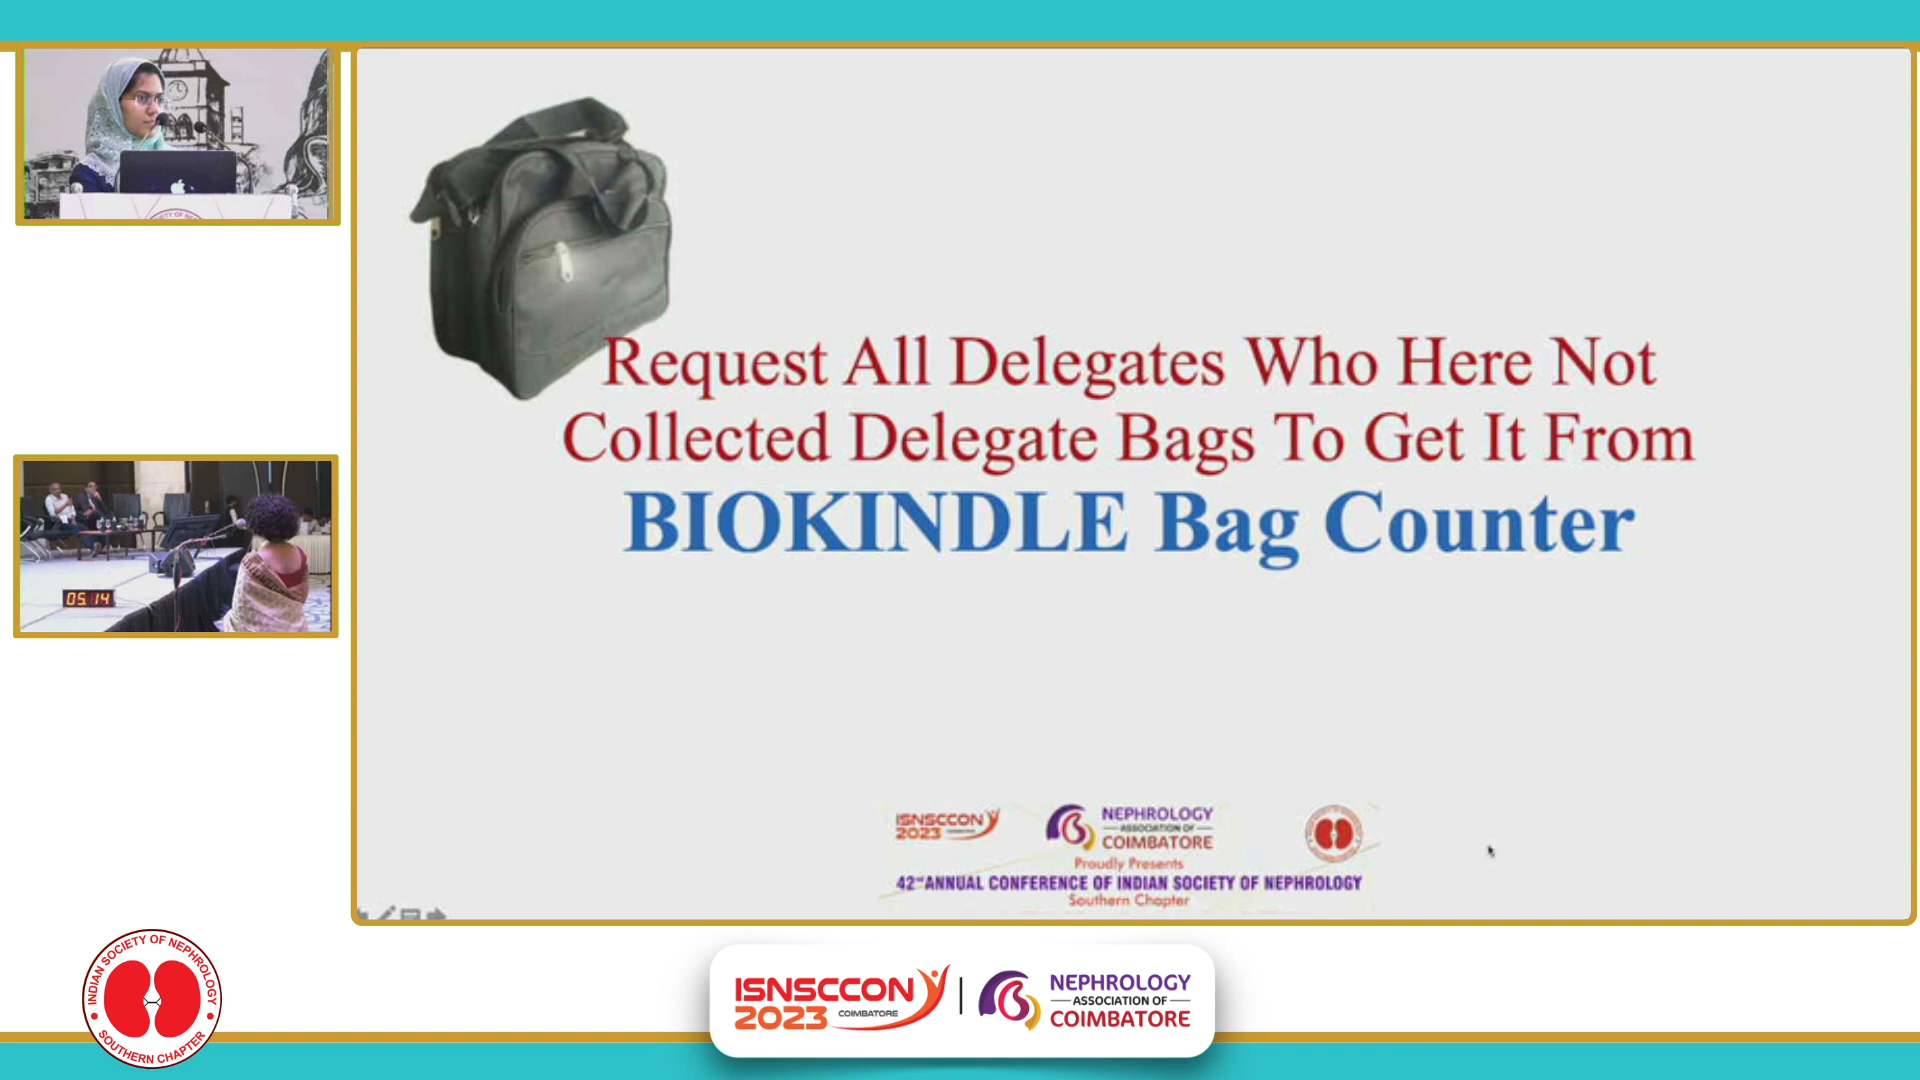 05 14
Request All Delegates Who Here Not
Collected Delegate Bags To Get It From
BIOKINDLE Bag Counter
ISNSCCON
2023
NEPHROLOGY
ASSOCIATION OF
COIMBATORE
Proudly Presents
42nd ANNUAL CONFERENCE OF INDIAN SOCIETY OF NEPHROLOGY
Southern Chapter
INDIAN SOCIETY OF NEPHROLOGY
SOUTHERN CHAPTER
ISNSCCON
2023 COIMBATORE
NEPHROLOGY
ASSOCIATION OF
COIMBATORE